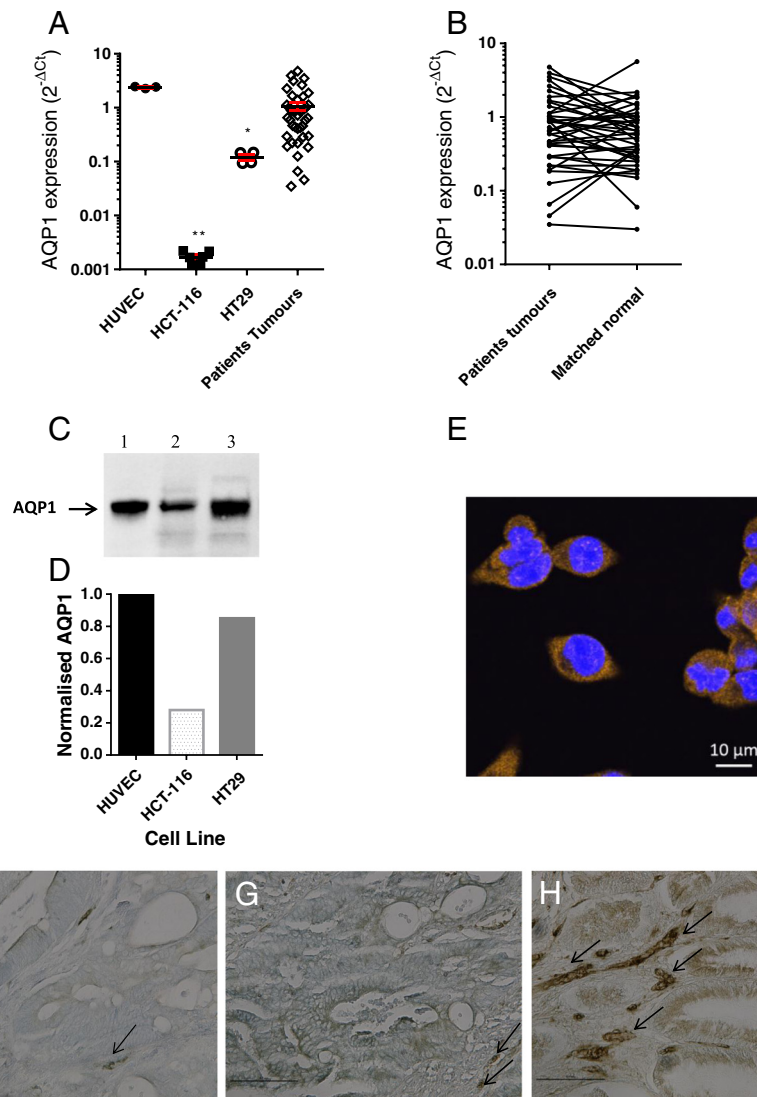 A
B
AQP1 expression (2^-ΔCt)
10
1
0.1
0.01
0.001
*
**
HUVEC
HCT-116
HT29
Patients Tumours
AQP1 expression (2^-ΔCt)
10
1
0.1
0.01
Patients tumours
Matched normal
C
1 2 3
AQP1
D
Normalised AQP1
1.0
0.8
0.6
0.4
0.2
0.0
HUVEC
HCT-116
HT29
Cell Line
E
10 µm
G
H